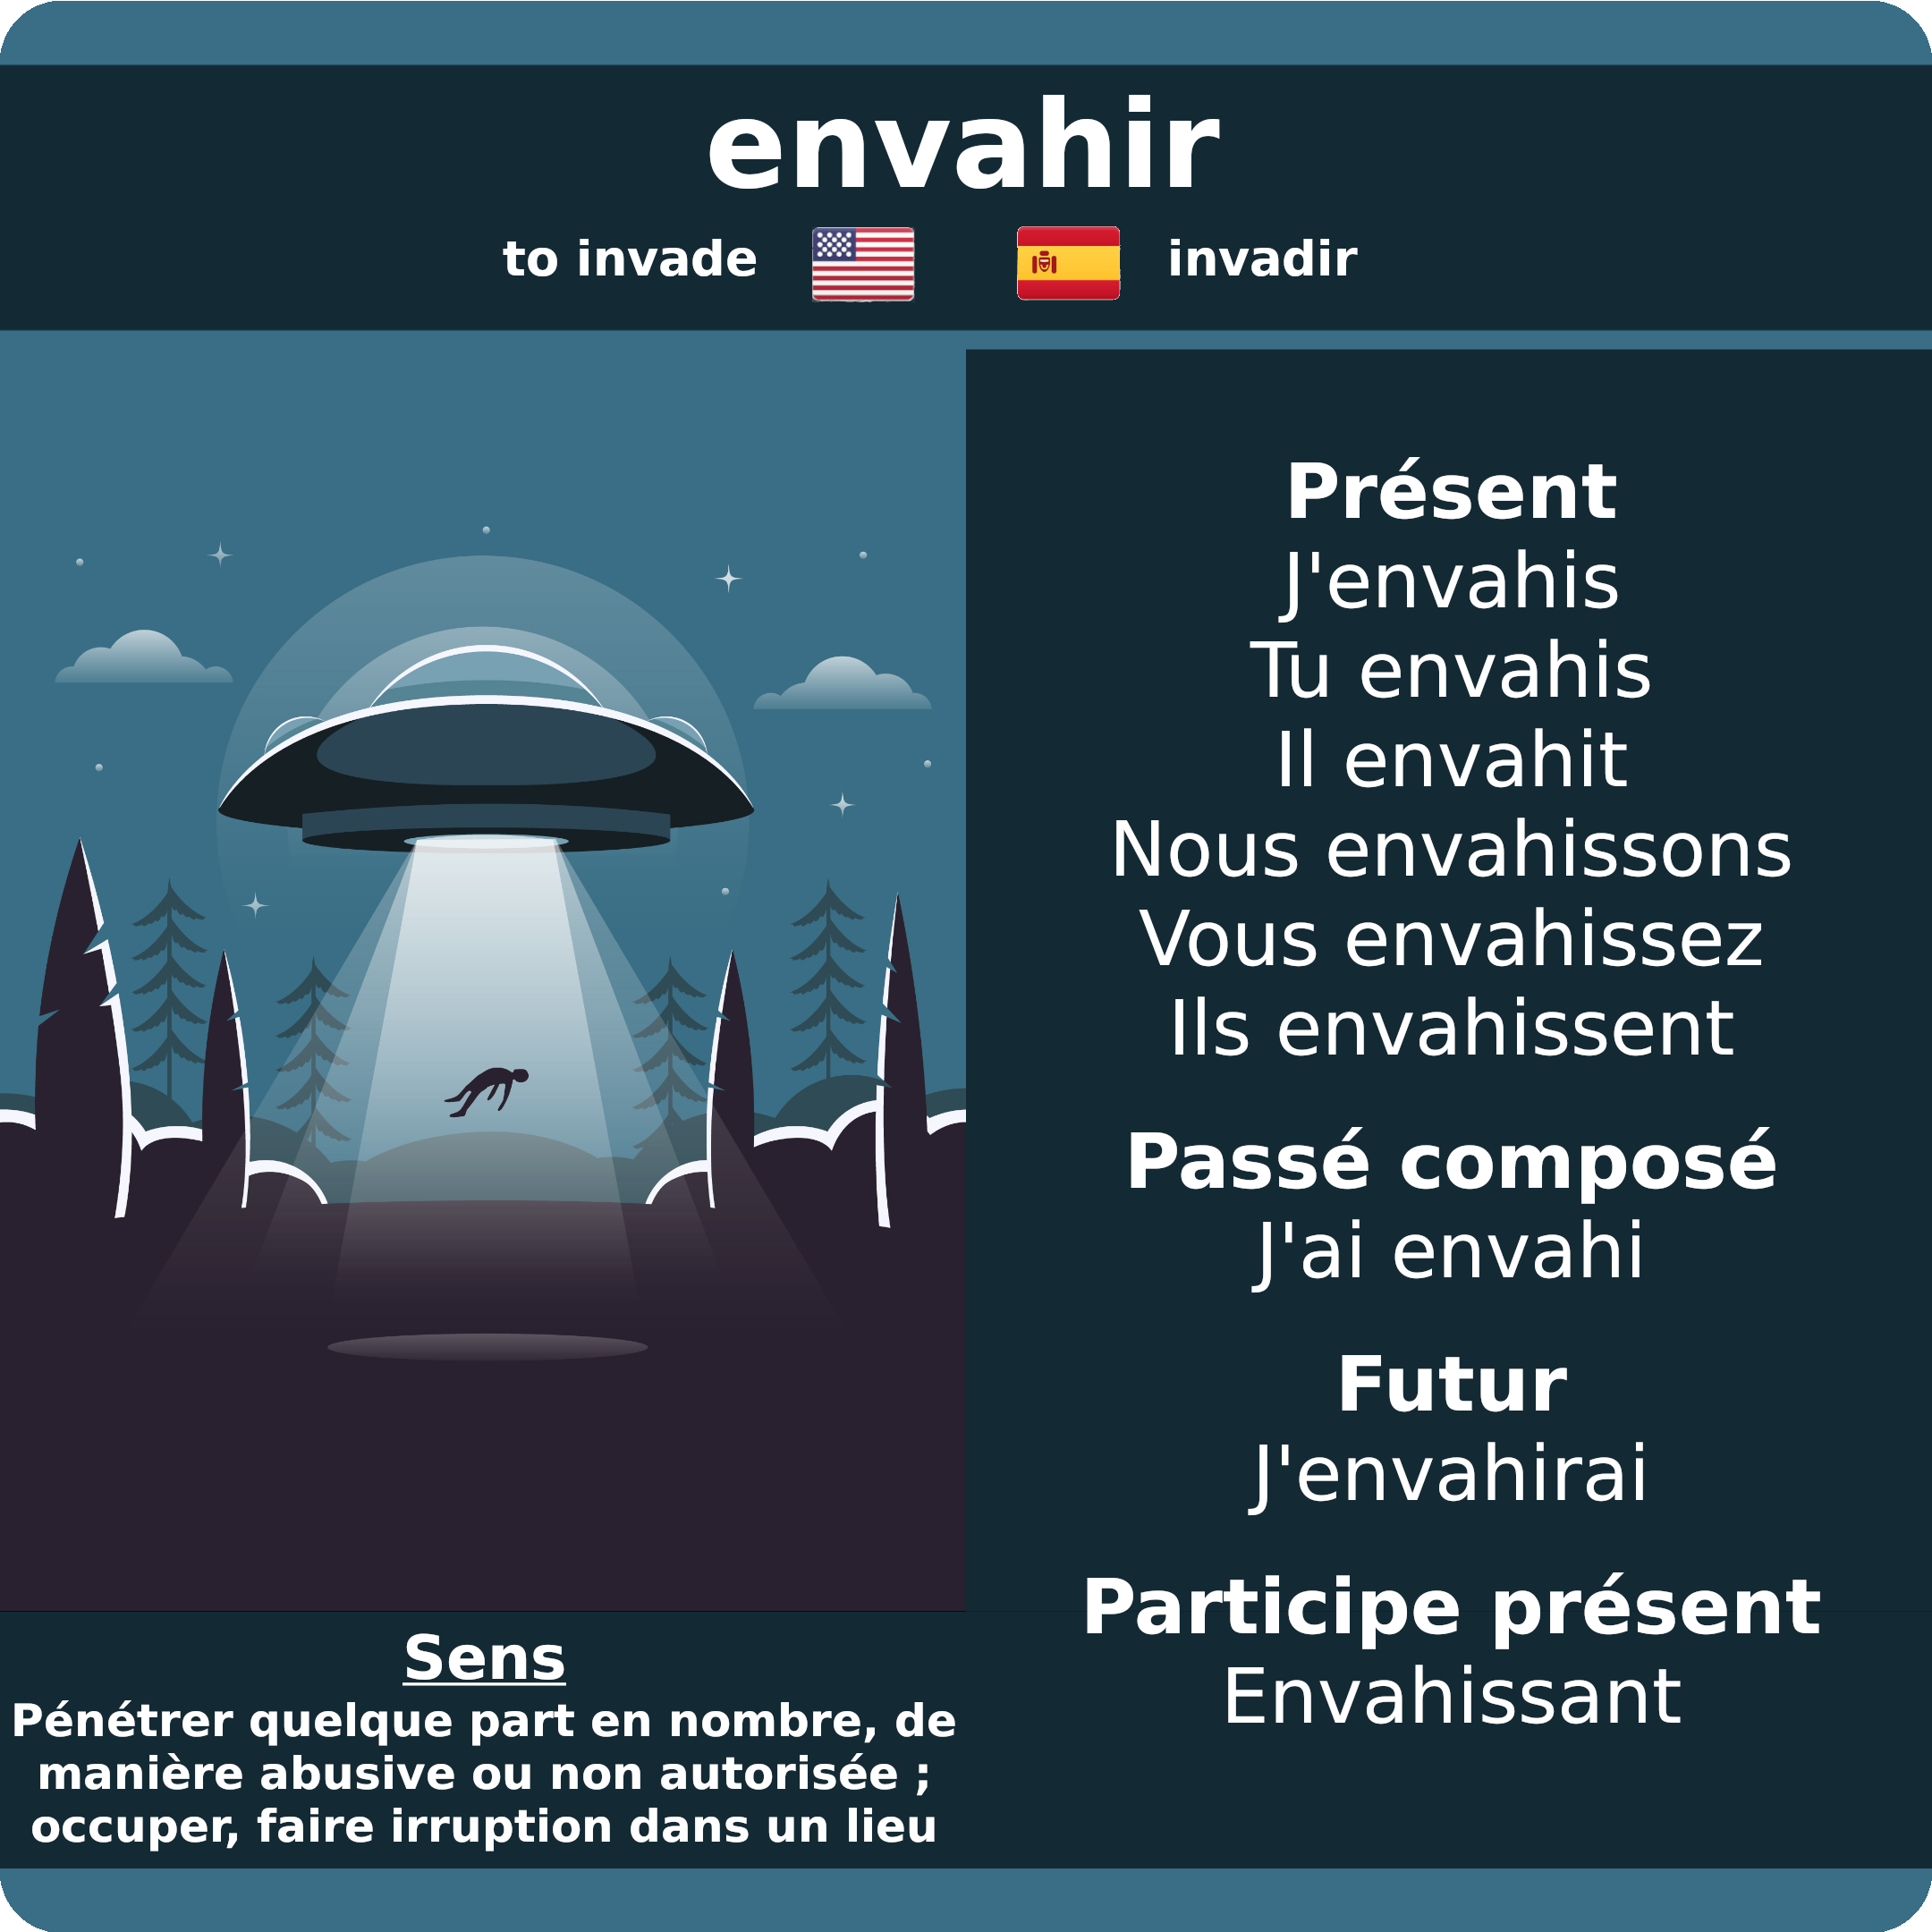 envahir
to invade
invadir
Présent
J'envahis
Tu envahis
Il envahit
Nous envahissons
Vous envahissez
Ils envahissent
Passé composé
J'ai envahi
Futur
J'envahirai
Participe présent
Envahissant
Sens
Pénétrer quelque part en nombre, de
manière abusive ou non autorisée ;
occuper, faire irruption dans un lieu